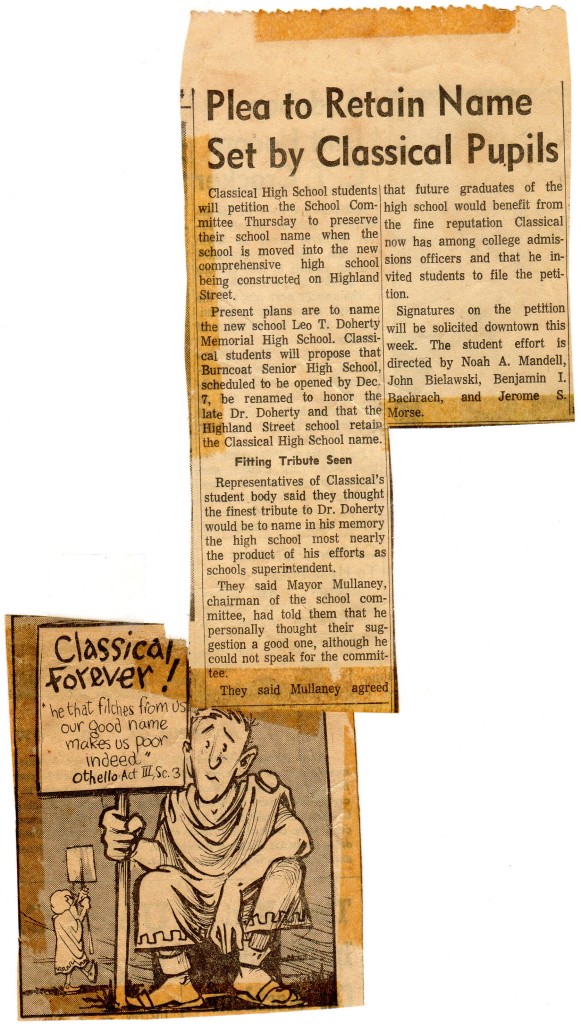 Plea to Retain Name
Set by Classical Pupils
Classical High School students
will petition the School Com-
mittee Thursday to preserve
their school name when the
school is moved into the new
comprehensive high school
being constructed on Highland
Street.
Present plans are to name
the new school Leo T. Doherty
Memorial High School. Classi-
cal students will propose that
Burncoat Senior High School,
scheduled to be opened by Dec.
7, be renamed to honor the
late Dr. Doherty and that the
Highland Street school retain
the Classical High School name.
Fitting Tribute Seen
Representatives of Classical's
student body said they thought
the finest tribute to Dr. Doherty
would be to name in his memory
the high school most nearly
the product of his efforts as
schools superintendent.
They said Mayor Mullaney,
chairman of the school com-
mittee, had told them that he
personally thought their sug-
gestion a good one, although he
could not speak for the commit-
tee.
They said Mullaney agreed
that future graduates of the
high school would benefit from
the fine reputation Classical
now has among college admis-
sions officers and that he in-
vited students to file the peti-
tion.
Signatures on the petition
will be solicited downtown this
week. The student effort is
directed by Noah A. Mandell,
John Bielawski, Benjamin I.
Bachrach, and Jerome S.
Morse.
Classical
forever!
"he that filches from us
our good name
makes us poor
indeed"
Othello Act III, Sc. 3